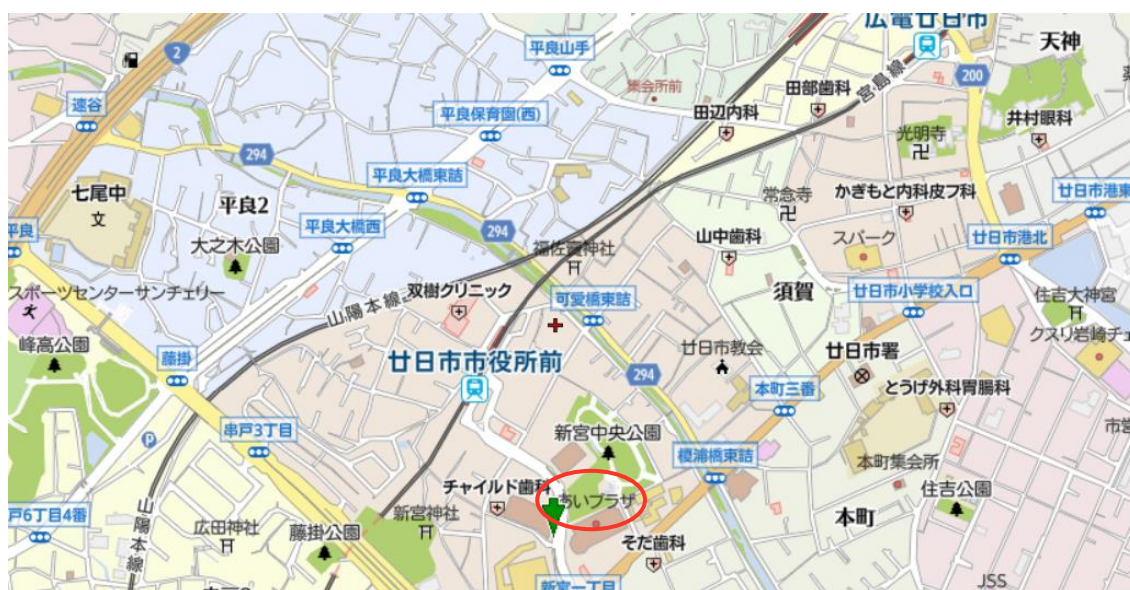 広電廿日市
平良山手
天神
2
200
集会所前
田部歯科
宮島線
速谷
平良保育園(西)
田辺内科
井村眼科
光明寺
294
平良大橋東詰
七尾中
常念寺
かぎもと内科皮フ科
廿日市港東
平良2
平良
平良大橋西
294
山中歯科
スパーク
廿日市港北
大之木公園
福佐賣神社
スポーツセンターサンチェリー
山陽本線
双樹クリニック
可愛橋東詰
須賀
廿日市小学校入口
住吉大神宮
峰高公園
クスリ岩崎チェ
廿日市教会
廿日市署
藤掛
廿日市市役所前
294
本町三番
とうげ外科胃腸科
P
串戸3丁目
新宮中央公園
市営
榎浦橋東詰
本町集会所
チャイルド歯科
あいプラザ
住吉公園
戸6丁目4番
山陽本線
広田神社
藤掛公園
新宮神社
本町
そだ歯科
新宮一丁目
JSS